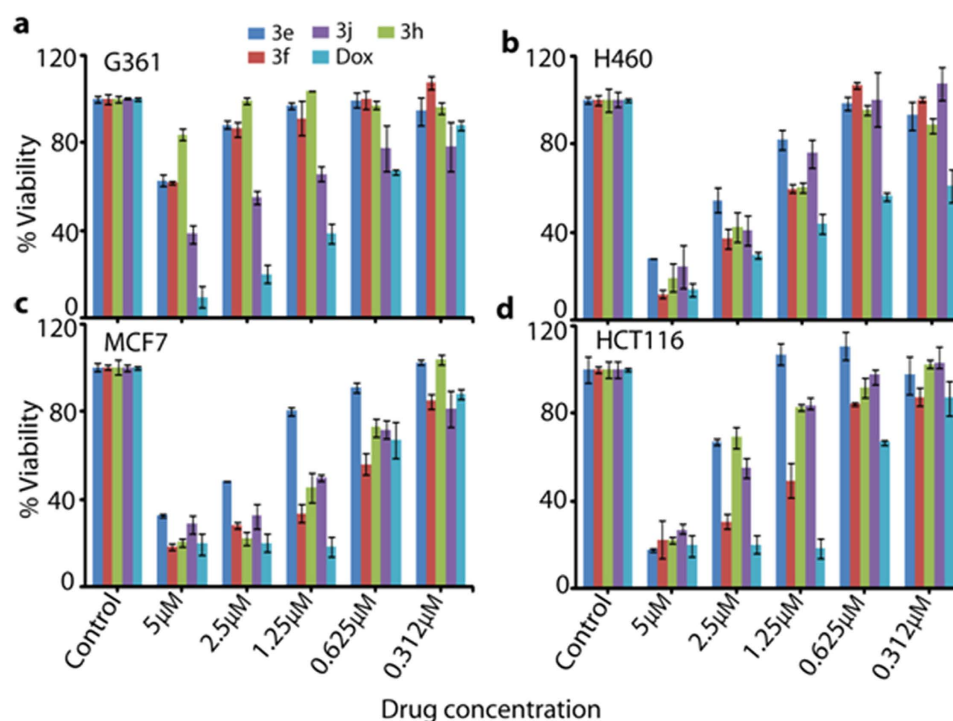 a
3e 3j 3h
3f Dox
G361
120
80
40
0
% Viability
b
H460
120
80
40
0
c
MCF7
120
80
40
0
% Viability
d
HCT116
120
80
40
0
Control 5μM 2.5μM 1.25μM 0.625μM 0.312μM
Control 5μM 2.5μM 1.25μM 0.625μM 0.312μM
Drug concentration